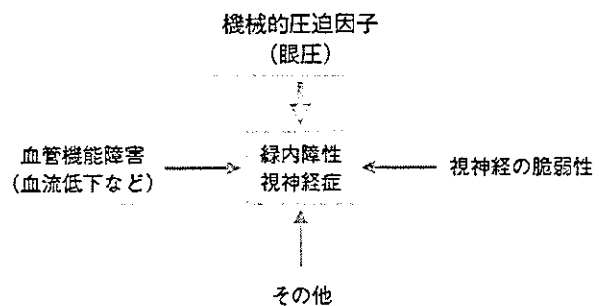 機械的圧迫因子
（眼圧）
血管機能障害
（血流低下など）
緑内障性
視神経症
視神経の脆弱性
その他